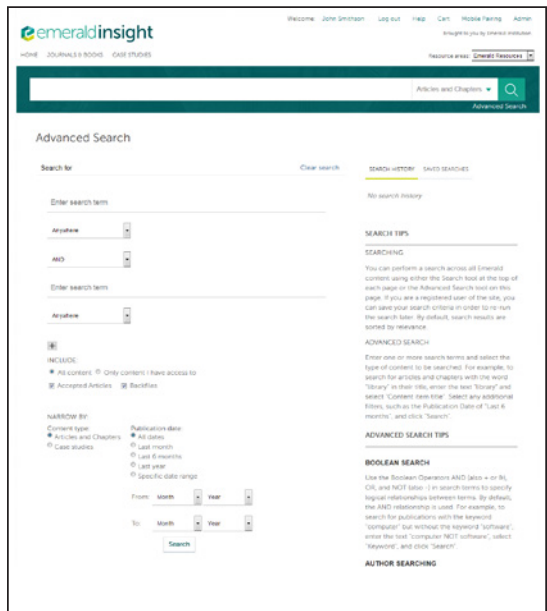 Welcome John Smithson Log out Help Cart Mobile Pairing Admin
emeraldinsight
Brought to you by Emerald Institution
HOME JOURNALS & BOOKS CASE STUDIES
Resource areas: Emerald Resources
Articles and Chapters
Advanced Search
Advanced Search
Search for Clear search
SEARCH HISTORY SAVED SEARCHES
No search history
Enter search term
Anywhere
AND
Enter search term
Anywhere
INCLUDE:
All content Only content I have access to
Accepted Articles Backfiles
NARROW BY:
Content type: Publication date:
Articles and Chapters All dates
Case studies Last month
Last 6 months
Last year
Specific date range
From: Month Year
To: Month Year
Search
SEARCH TIPS
SEARCHING
You can perform a search across all Emerald
content using either the Search tool at the top of
each page or the Advanced Search tool on this
page. If you are a registered user of the site, you
can save your search criteria in order to re-run
the search later. By default, search results are
sorted by relevance.
ADVANCED SEARCH
Enter one or more search terms and select the
type of content to be searched. For example, to
search for articles and chapters with the word
"library" in their titles, enter the text "library" and
select 'Content item title'. Select any additional
filters, such as the Publication Date of "Last 6
months", and click "Search".
ADVANCED SEARCH TIPS
BOOLEAN SEARCH
Use the Boolean Operators AND (also + or &),
OR, and NOT (also -) in search terms to specify
logical relationships between terms. By default,
the AND relationship is used. For example, to
search for publications with the keyword
"computer" but without the keyword "software",
enter the text "computer NOT software", select
"Keyword", and click "Search".
AUTHOR SEARCHING